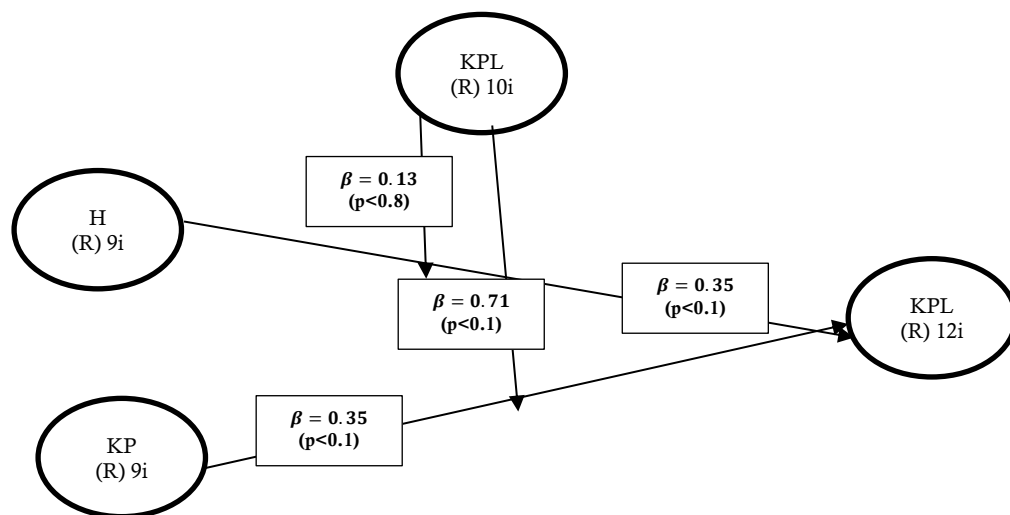 KPL
(R) 10i
β = 0.13
(p<0.8)
H
(R) 9i
β = 0.71
(p<0.1)
β = 0.35
(p<0.1)
KPL
(R) 12i
β = 0.35
(p<0.1)
KP
(R) 9i